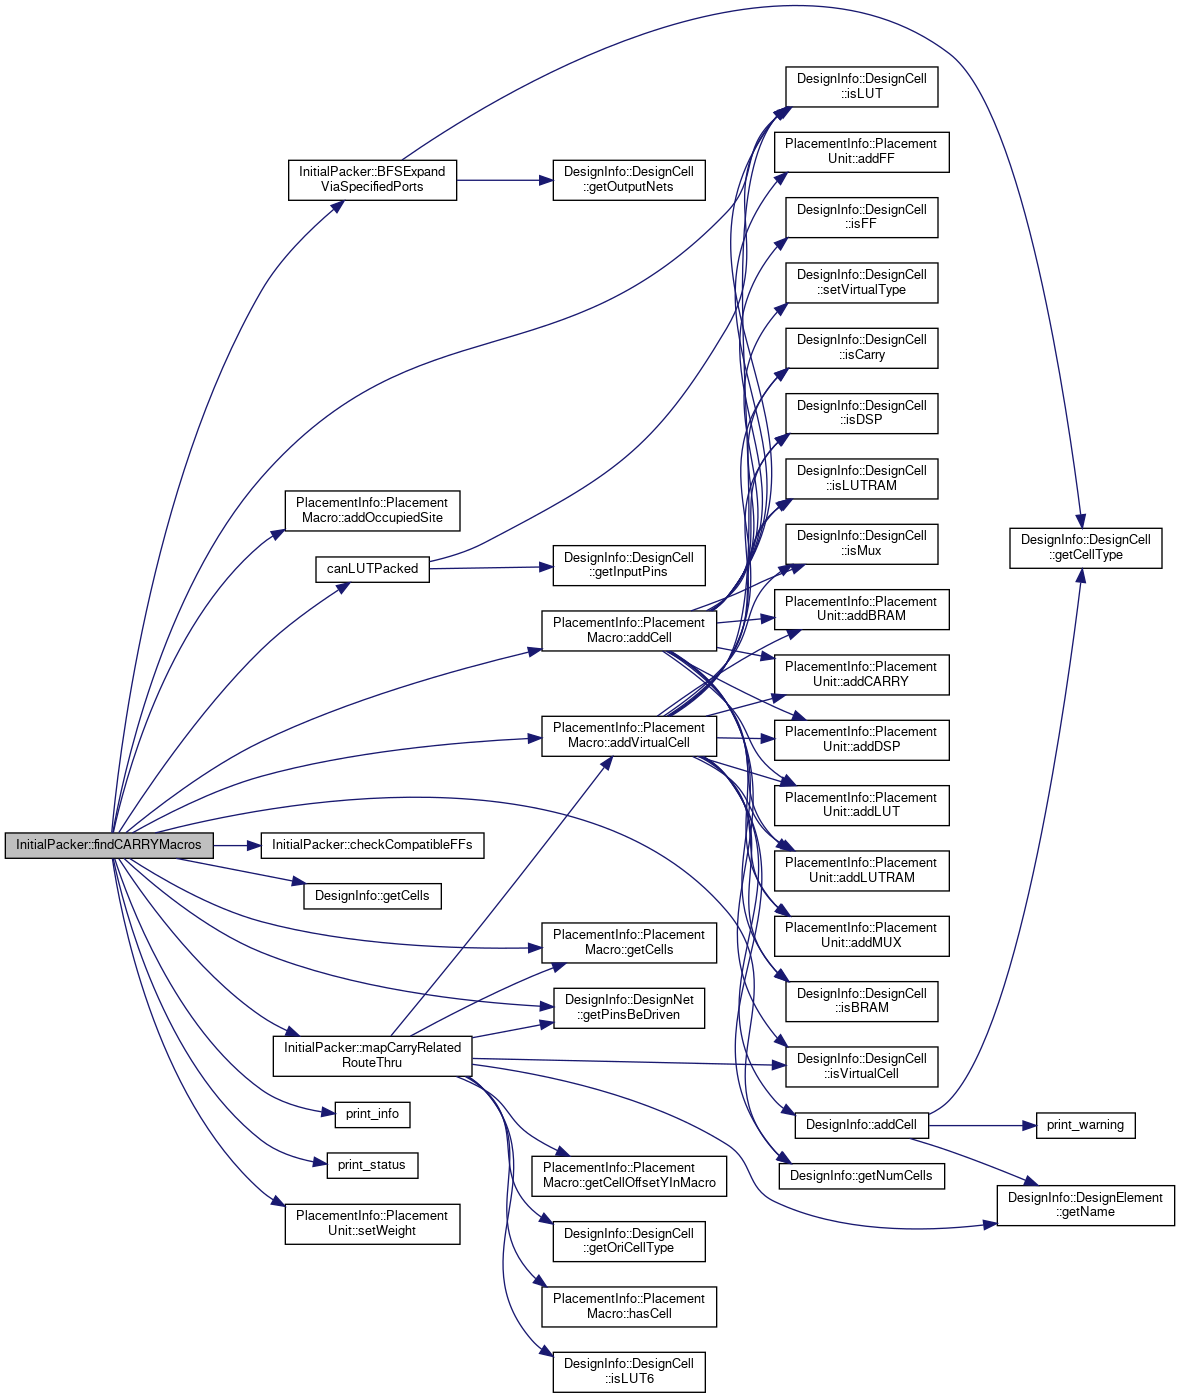 DesignInfo::DesignCell
::isLUT
PlacementInfo::Placement
Unit::addFF
InitialPacker::BFSExpand
ViaSpecifiedPorts
DesignInfo::DesignCell
::getOutputNets
DesignInfo::DesignCell
::isFF
DesignInfo::DesignCell
::setVirtualType
DesignInfo::DesignCell
::isCarry
DesignInfo::DesignCell
::isDSP
DesignInfo::DesignCell
::isLUTRAM
PlacementInfo::Placement
Macro::addOccupiedSite
DesignInfo::DesignCell
::isMux
DesignInfo::DesignCell
::getCellType
canLUTPacked
DesignInfo::DesignCell
::getInputPins
PlacementInfo::Placement
Unit::addBRAM
PlacementInfo::Placement
Macro::addCell
PlacementInfo::Placement
Unit::addCARRY
PlacementInfo::Placement
Macro::addVirtualCell
PlacementInfo::Placement
Unit::addDSP
PlacementInfo::Placement
Unit::addLUT
InitialPacker::findCARRYMacros
InitialPacker::checkCompatibleFFs
PlacementInfo::Placement
Unit::addLUTRAM
DesignInfo::getCells
PlacementInfo::Placement
Macro::getCells
PlacementInfo::Placement
Unit::addMUX
DesignInfo::DesignNet
::getPinsBeDriven
DesignInfo::DesignCell
::isBRAM
InitialPacker::mapCarryRelated
RouteThru
DesignInfo::DesignCell
::isVirtualCell
print_info
DesignInfo::addCell
print_warning
print_status
PlacementInfo::Placement
Macro::getCellOffsetYInMacro
DesignInfo::getNumCells
DesignInfo::DesignElement
::getName
PlacementInfo::Placement
Unit::setWeight
DesignInfo::DesignCell
::getOriCellType
PlacementInfo::Placement
Macro::hasCell
DesignInfo::DesignCell
::isLUT6